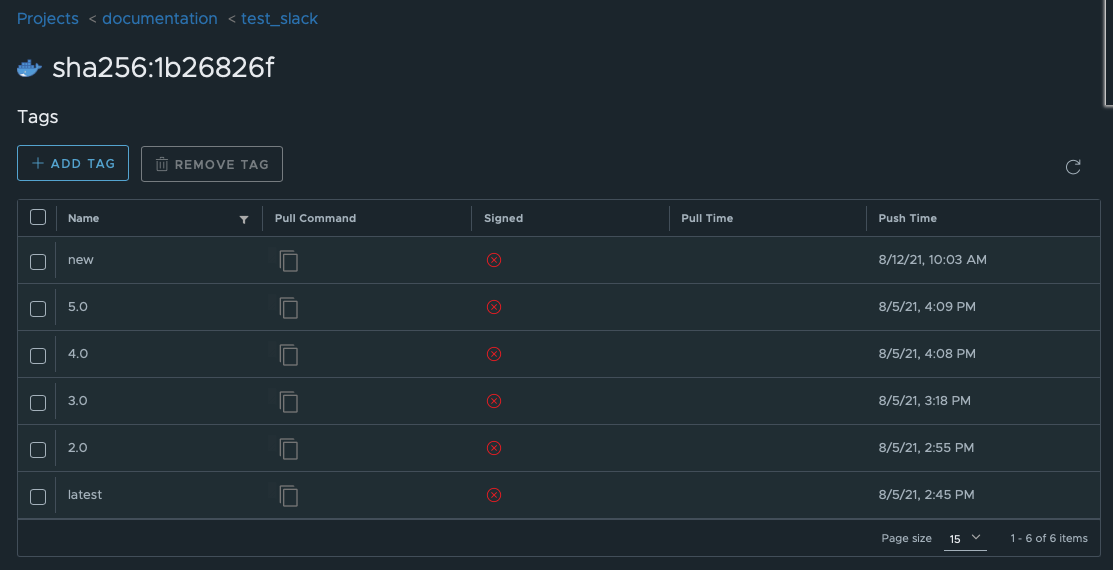 Projects < documentation < test_slack
sha256:1b26826f
Tags
+ ADD TAG REMOVE TAG
Name Pull Command Signed Pull Time Push Time
new 8/12/21, 10:03 AM
5.0 8/5/21, 4:09 PM
4.0 8/5/21, 4:08 PM
3.0 8/5/21, 3:18 PM
2.0 8/5/21, 2:55 PM
latest 8/5/21, 2:45 PM
Page size 15 1 - 6 of 6 items